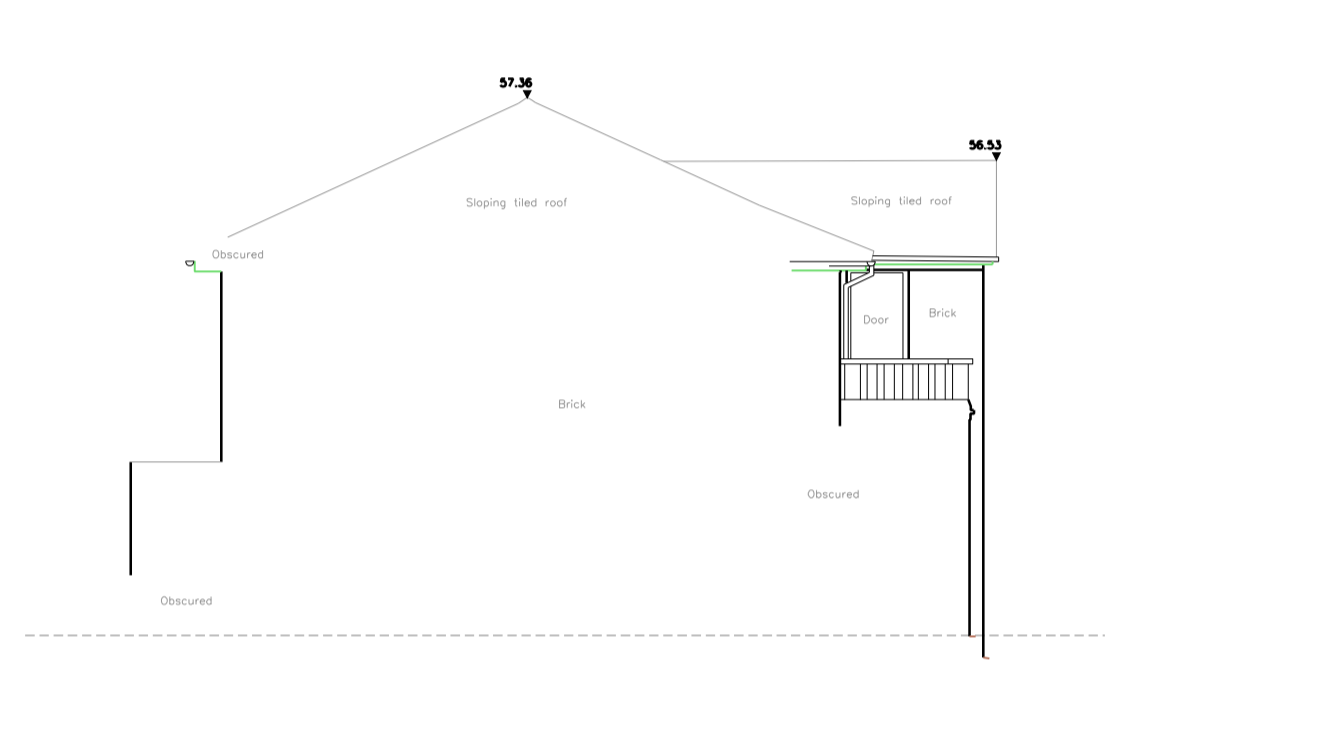 57.36
56.53
Sloping tiled roof
Sloping tiled roof
Obscured
Door
Brick
Brick
Obscured
Obscured